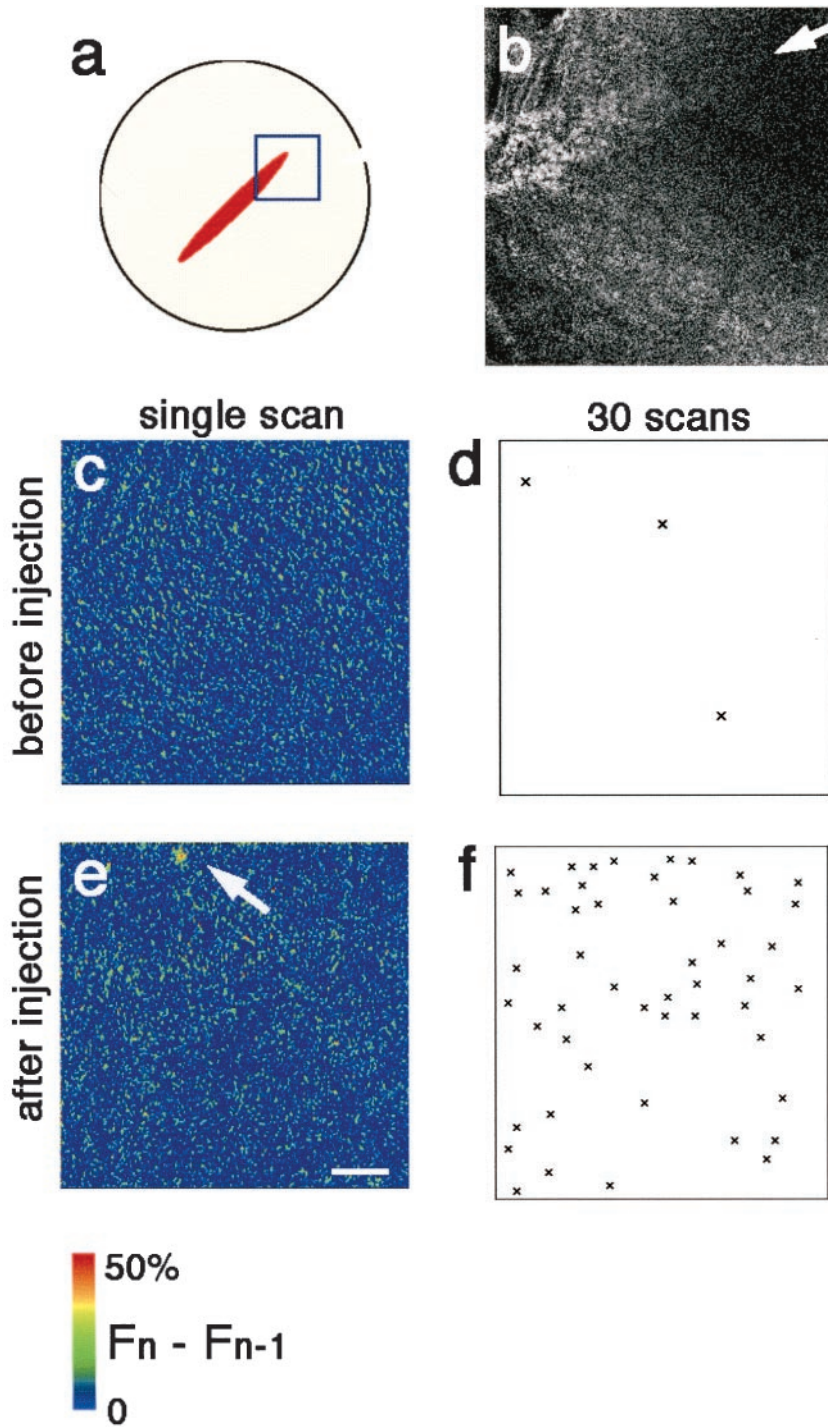 a
b
single scan
30 scans
before injection
c
d
after injection
e
f
50%
Fn - Fn-1
0